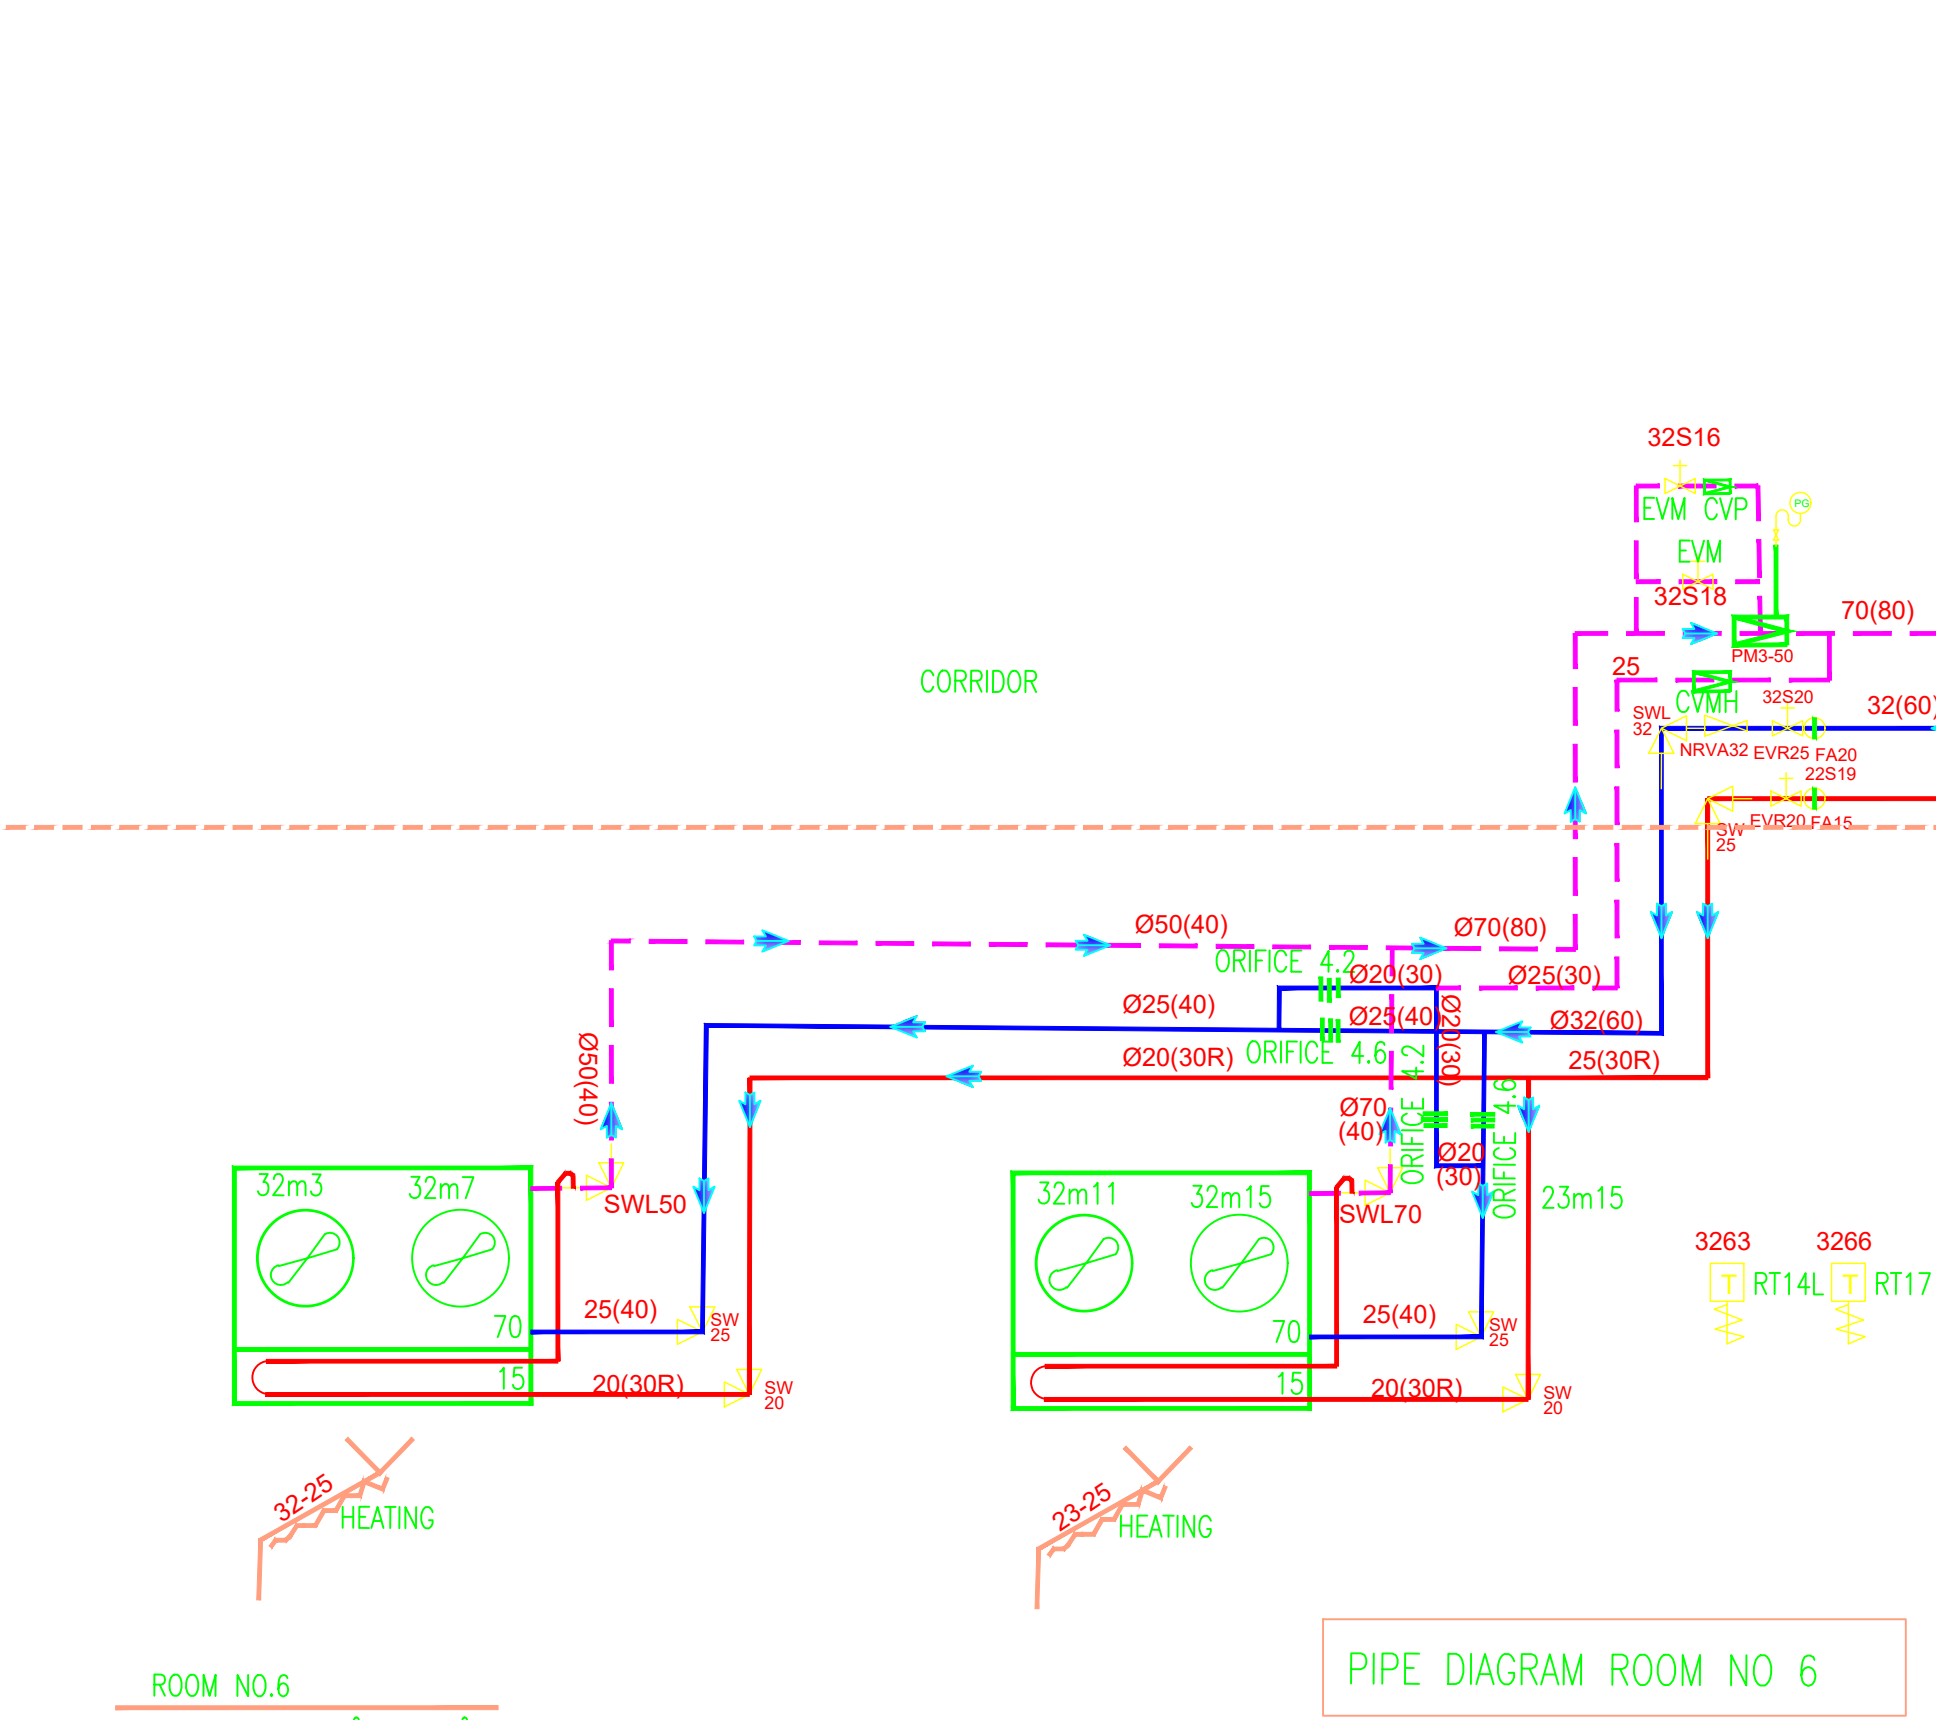 32S16
EVM CVP
PG
EVM
32S18
70(80)
PM3-50
25
CVMH
32S20
32(60)
SWL
32
NRVA32
EVR25
FA20
22S19
CORRIDOR
EVR20
FA15
SW
25
Ø50(40)
Ø70(80)
ORIFICE 4.2
Ø20(30)
Ø25(30)
Ø25(40)
Ø25(40)
Ø20(30)
Ø32(60)
ORIFICE 4.6
Ø20(30R)
25(30R)
Ø50(40)
Ø70
(40)
ORIFICE 4.2
Ø20
(30)
ORIFICE 4.6
32m3
32m7
SWL50
32m11
32m15
SWL70
23m15
3263
3266
RT14L
RT17
70
25(40)
SW
25
70
25(40)
SW
25
15
20(30R)
SW
20
15
20(30R)
SW
20
32-25
HEATING
23-25
HEATING
PIPE DIAGRAM ROOM NO 6
ROOM NO.6